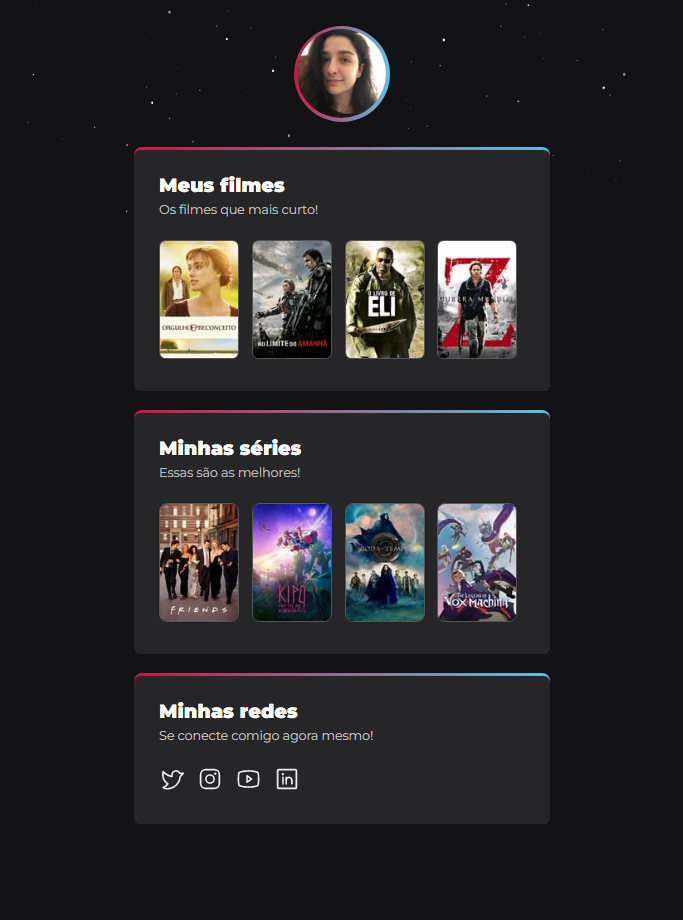 Meus filmes
Os filmes que mais curto!
ORGULHO E PRECONCEITO
NO LIMITE DO AMANHÃ
O LIVRO DE
ELI
GUERRA MUNDIAL
Z
Minhas séries
Essas são as melhores!
FRIENDS
KIPO
RODA DO TEMPO
THE LEGEND OF
VOX MACHINA
Minhas redes
Se conecte comigo agora mesmo!
in